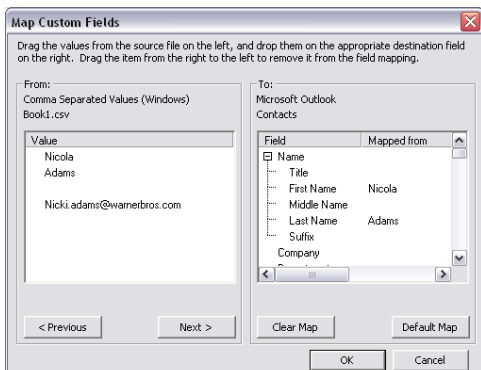 Map Custom Fields
Drag the values from the source file on the left, and drop them on the appropriate destination field
on the right. Drag the item from the right to the left to remove it from the field mapping.
From:
Comma Separated Values (Windows)
Book1.csv
Value
Nicola
Adams
Nicki.adams@warnerbros.com
< Previous
Next >
To:
Microsoft Outlook
Contacts
Field Mapped from
Name
Title
First Name Nicola
Middle Name
Last Name Adams
Suffix
Company
Clear Map
Default Map
OK
Cancel